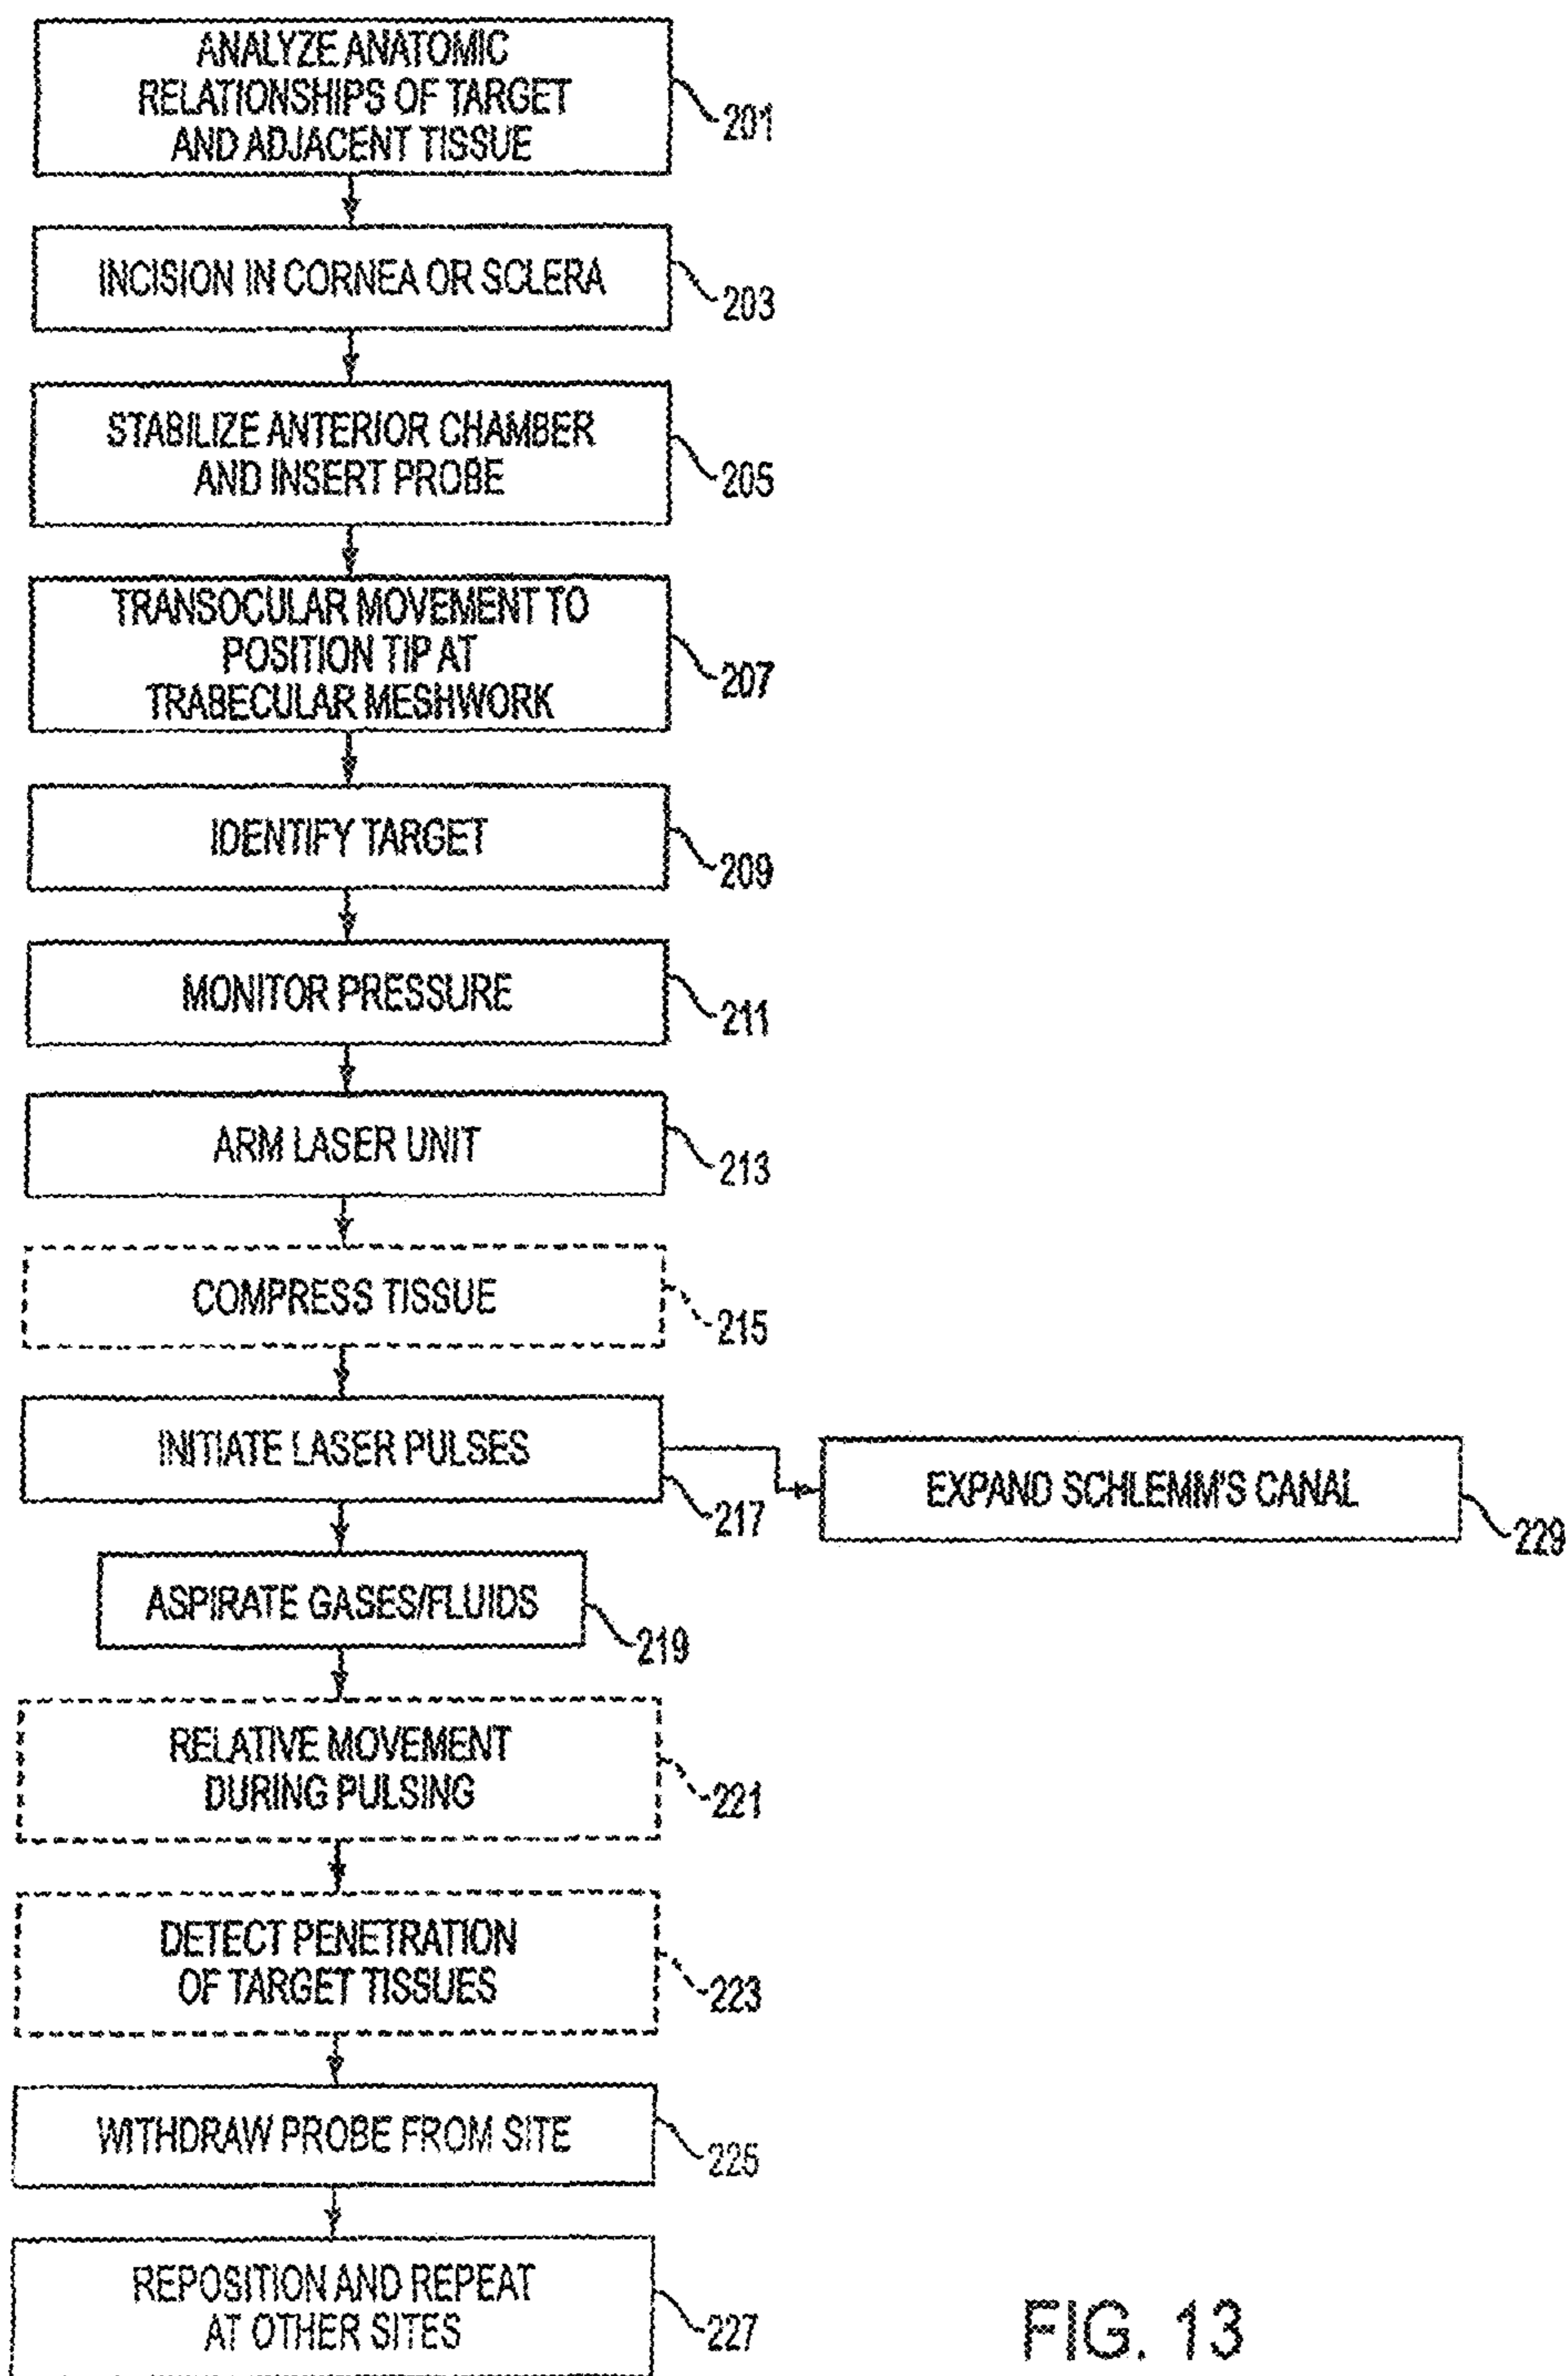 ANALYZE ANATOMIC
RELATIONSHIPS OF TARGET
AND ADJACENT TISSUE
201
INCISION IN CORNEA OR SCLERA
203
STABILIZE ANTERIOR CHAMBER
AND INSERT PROBE
205
TRANSOCULAR MOVEMENT TO
POSITION TIP AT
TRABECULAR MESHWORK
207
IDENTIFY TARGET
209
MONITOR PRESSURE
211
ARM LASER UNIT
213
COMPRESS TISSUE
215
INITIATE LASER PULSES
217
EXPAND SCHLEMM'S CANAL
229
ASPIRATE GASES/FLUIDS
219
RELATIVE MOVEMENT
DURING PULSING
221
DETECT PENETRATION
OF TARGET TISSUES
223
WITHDRAW PROBE FROM SITE
225
REPOSITION AND REPEAT
AT OTHER SITES
227
FIG. 13